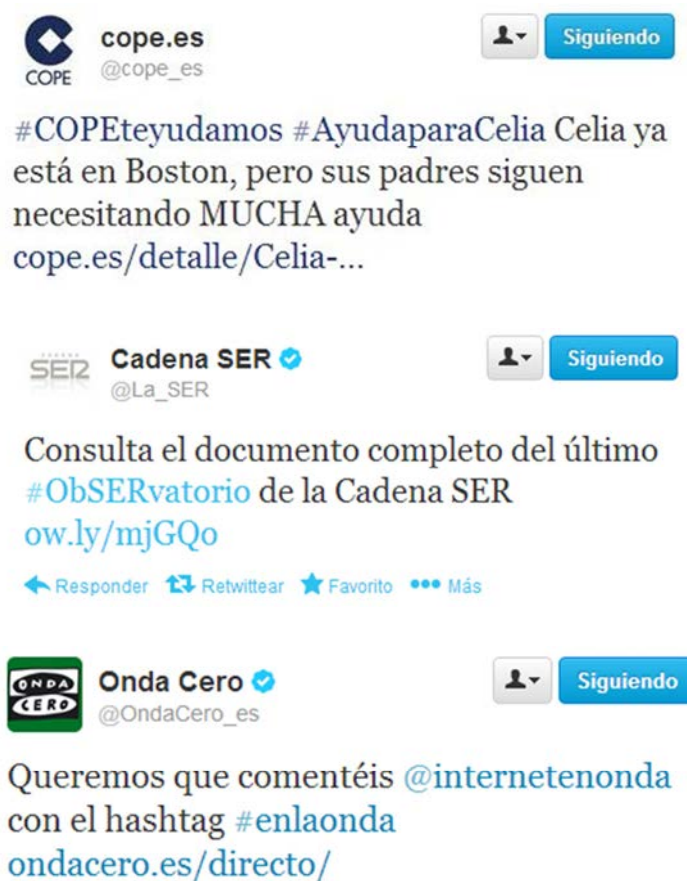 cope.es
Siguiendo
COPE
@cope_es
#COPEteyudamos #AyudaparaCelia Celia ya
está en Boston, pero sus padres siguen
necesitando MUCHA ayuda
cope.es/detalle/Celia-...
CADENA
SER
Cadena SER
Siguiendo
@La_SER
Consulta el documento completo del último
#ObSERvatorio de la Cadena SER
ow.ly/mjGQo
Responder Retwittear Favorito Más
ONDA
CERO
Onda Cero
Siguiendo
@OndaCero_es
Queremos que comentéis @internetenonda
con el hashtag #enlaonda
ondacero.es/directo/